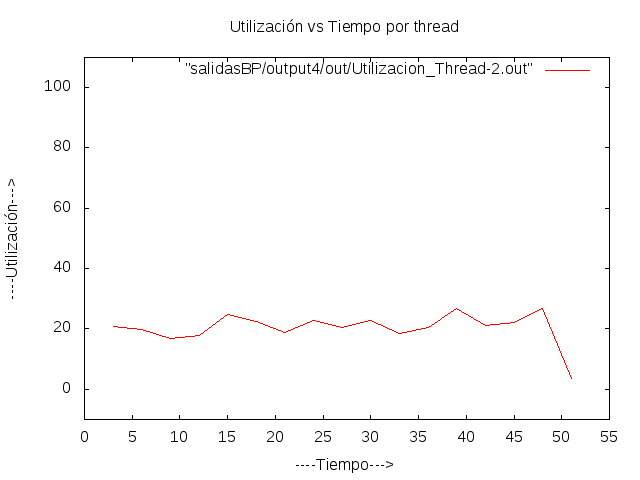 Utilización vs Tiempo por thread
"salidasBP/output4/out/Utilizacion_Thread-2.out"
100
80
60
40
20
0
----Utilización--->
0 5 10 15 20 25 30 35 40 45 50 55
----Tiempo--->